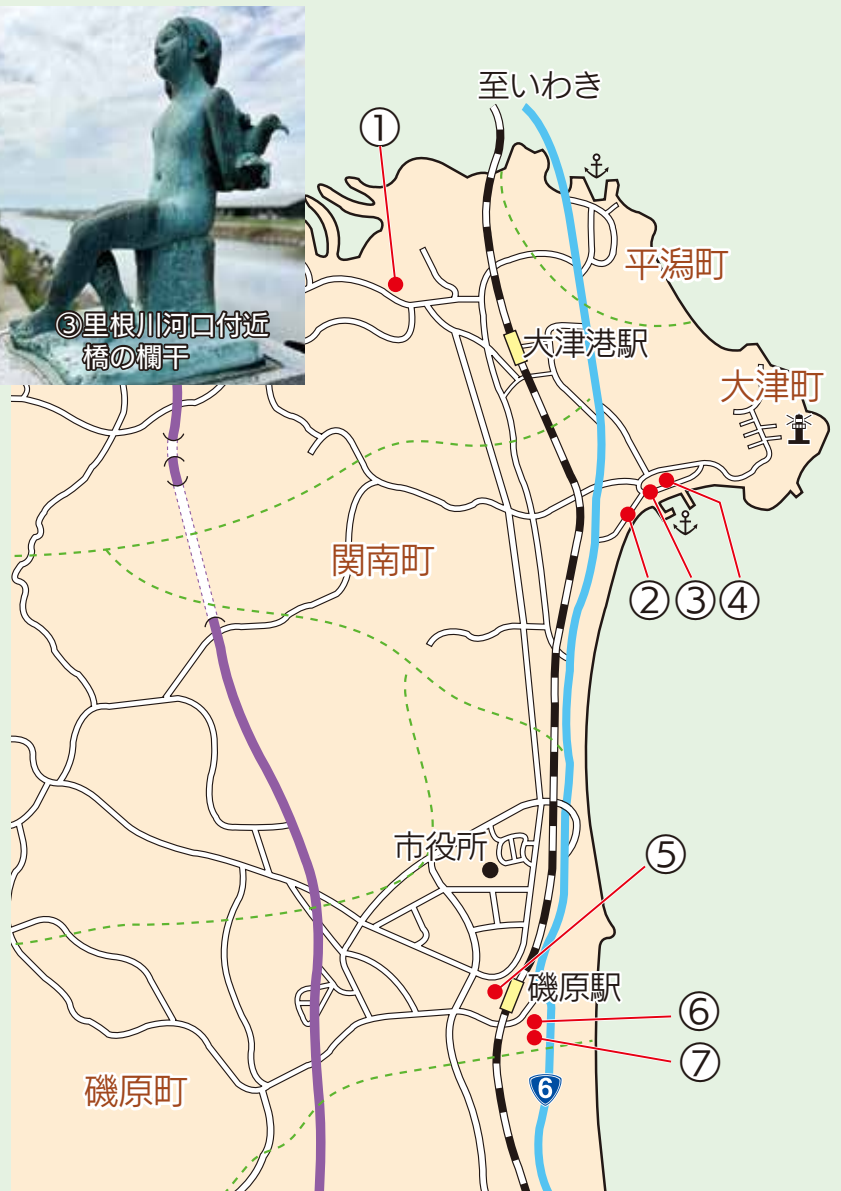 ③里根川河口付近
橋の欄干
至いわき
①
平潟町
大津港駅
大津町
関南町
②③④
市役所
⑤
磯原駅
⑥
⑦
磯原町
6